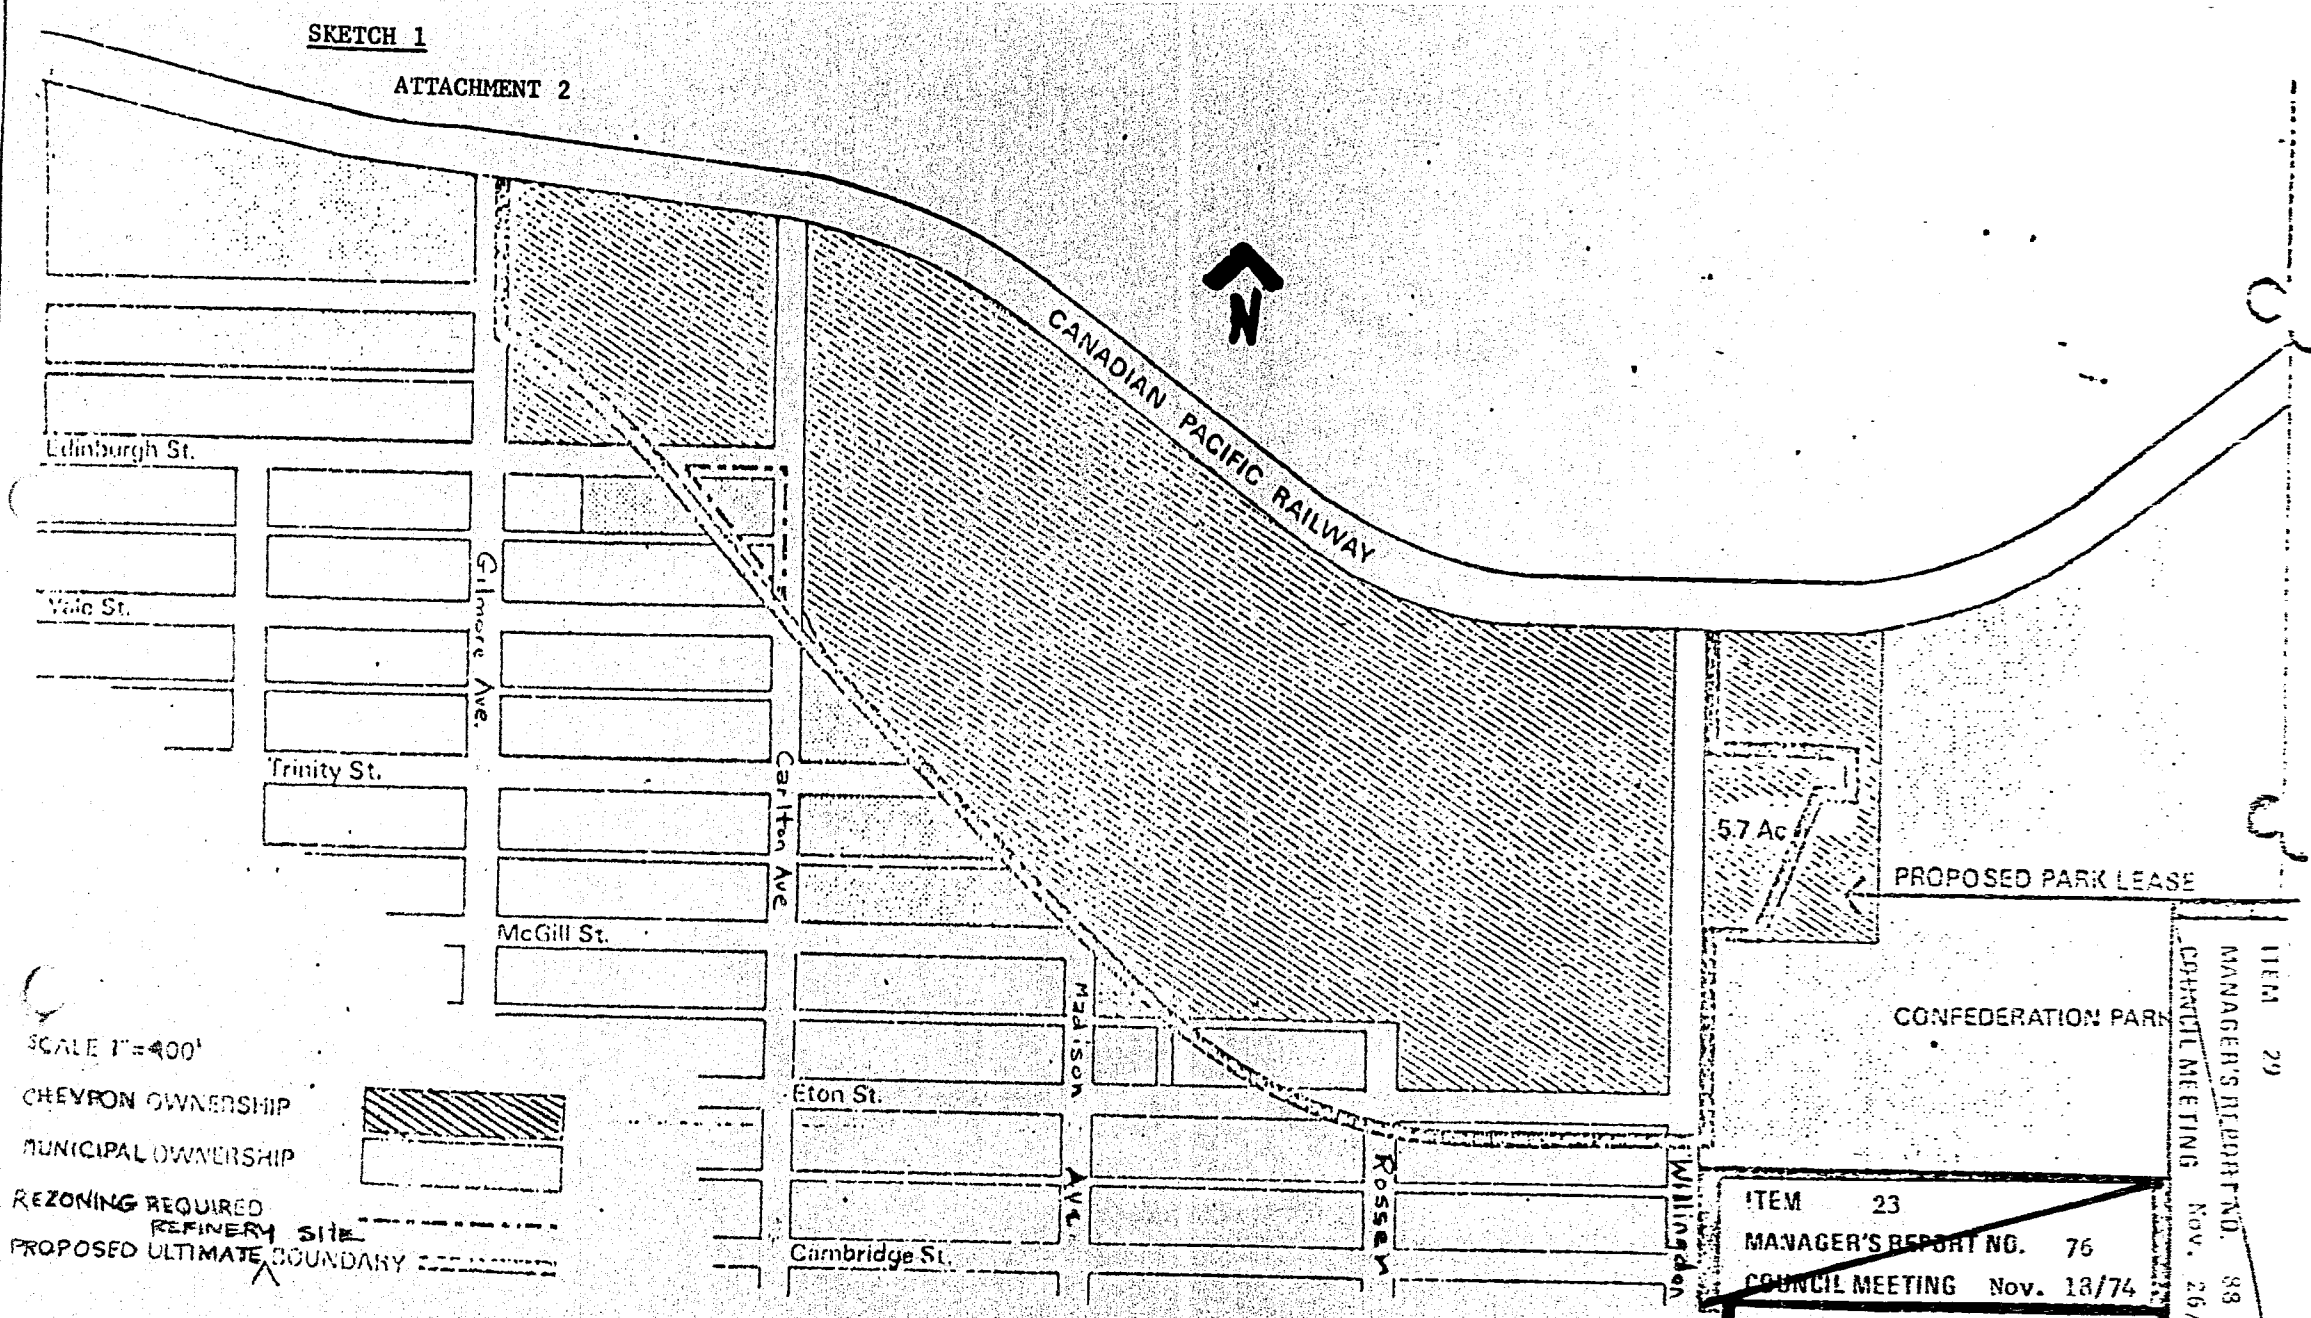 SKETCH 1
ATTACHMENT 2
N
CANADIAN PACIFIC RAILWAY
Edinburgh St.
Gilmore Ave.
Yale St.
Trinity St.
Carlton Ave
5.7 Ac
PROPOSED PARK LEASE
McGill St.
Madison Ave
CONFEDERATION PARK
SCALE 1"=400'
CHEVRON OWNERSHIP
MUNICIPAL OWNERSHIP
REZONING REQUIRED
REFINERY SITE
PROPOSED ULTIMATE BOUNDARY
Eton St.
Rosser
Willingdon
Cambridge St.
ITEM 23
MANAGER'S REPORT NO. 76
COUNCIL MEETING Nov. 18/74
ITEM 29
MANAGER'S REPORT NO. 88
COUNCIL MEETING Nov. 26/